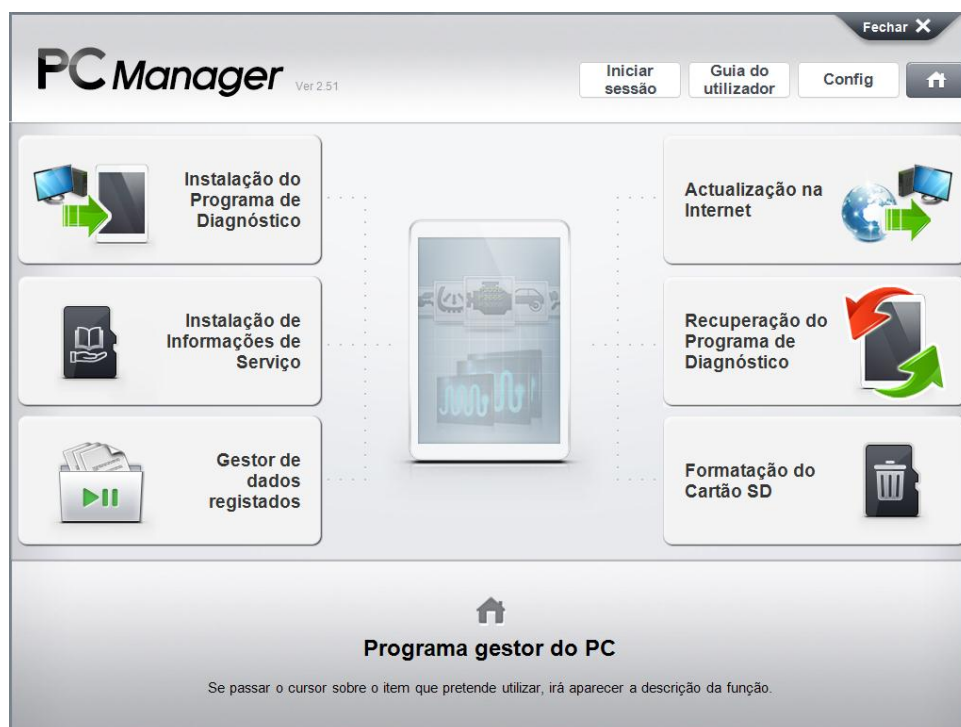 Fechar
PC Manager Ver 2.51
Iniciar
sessão
Guia do
utilizador
Config
Instalação do
Programa de
Diagnóstico
Instalação de
Informações de
Serviço
Gestor de
dados
registados
Actualização na
Internet
Recuperação do
Programa de
Diagnóstico
Formatação do
Cartão SD
Programa gestor do PC
Se passar o cursor sobre o item que pretende utilizar, irá aparecer a descrição da função.